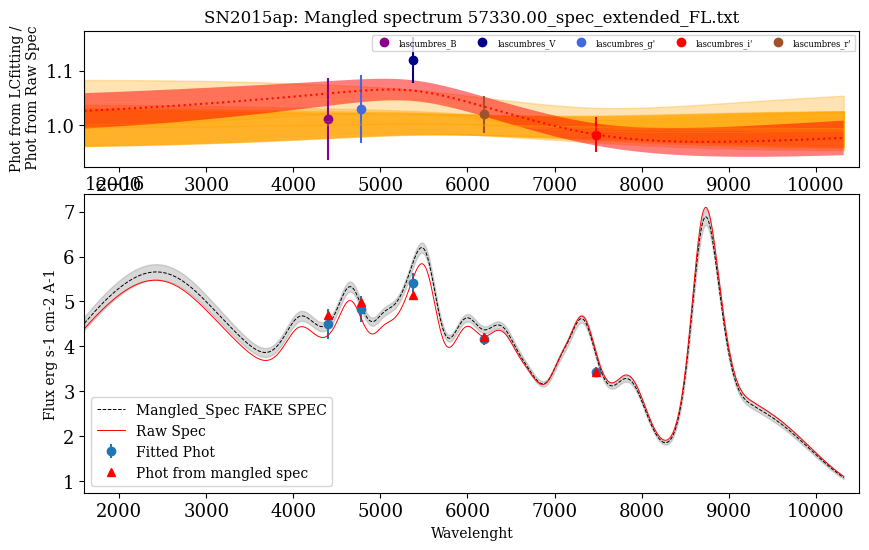 SN2015ap: Mangled spectrum 57330.00_spec_extended_FL.txt
Phot from LCfitting /
Phot from Raw Spec
lascumbres_B lascumbres_V lascumbres_g' lascumbres_i' lascumbres_r'
1.1
1.0
2000 3000 4000 5000 6000 7000 8000 9000 10000
1e−16
Flux erg s-1 cm-2 A-1
7
6
5
4
3
2
1
Mangled_Spec FAKE SPEC
Raw Spec
Fitted Phot
Phot from mangled spec
2000 3000 4000 5000 6000 7000 8000 9000 10000
Wavelenght